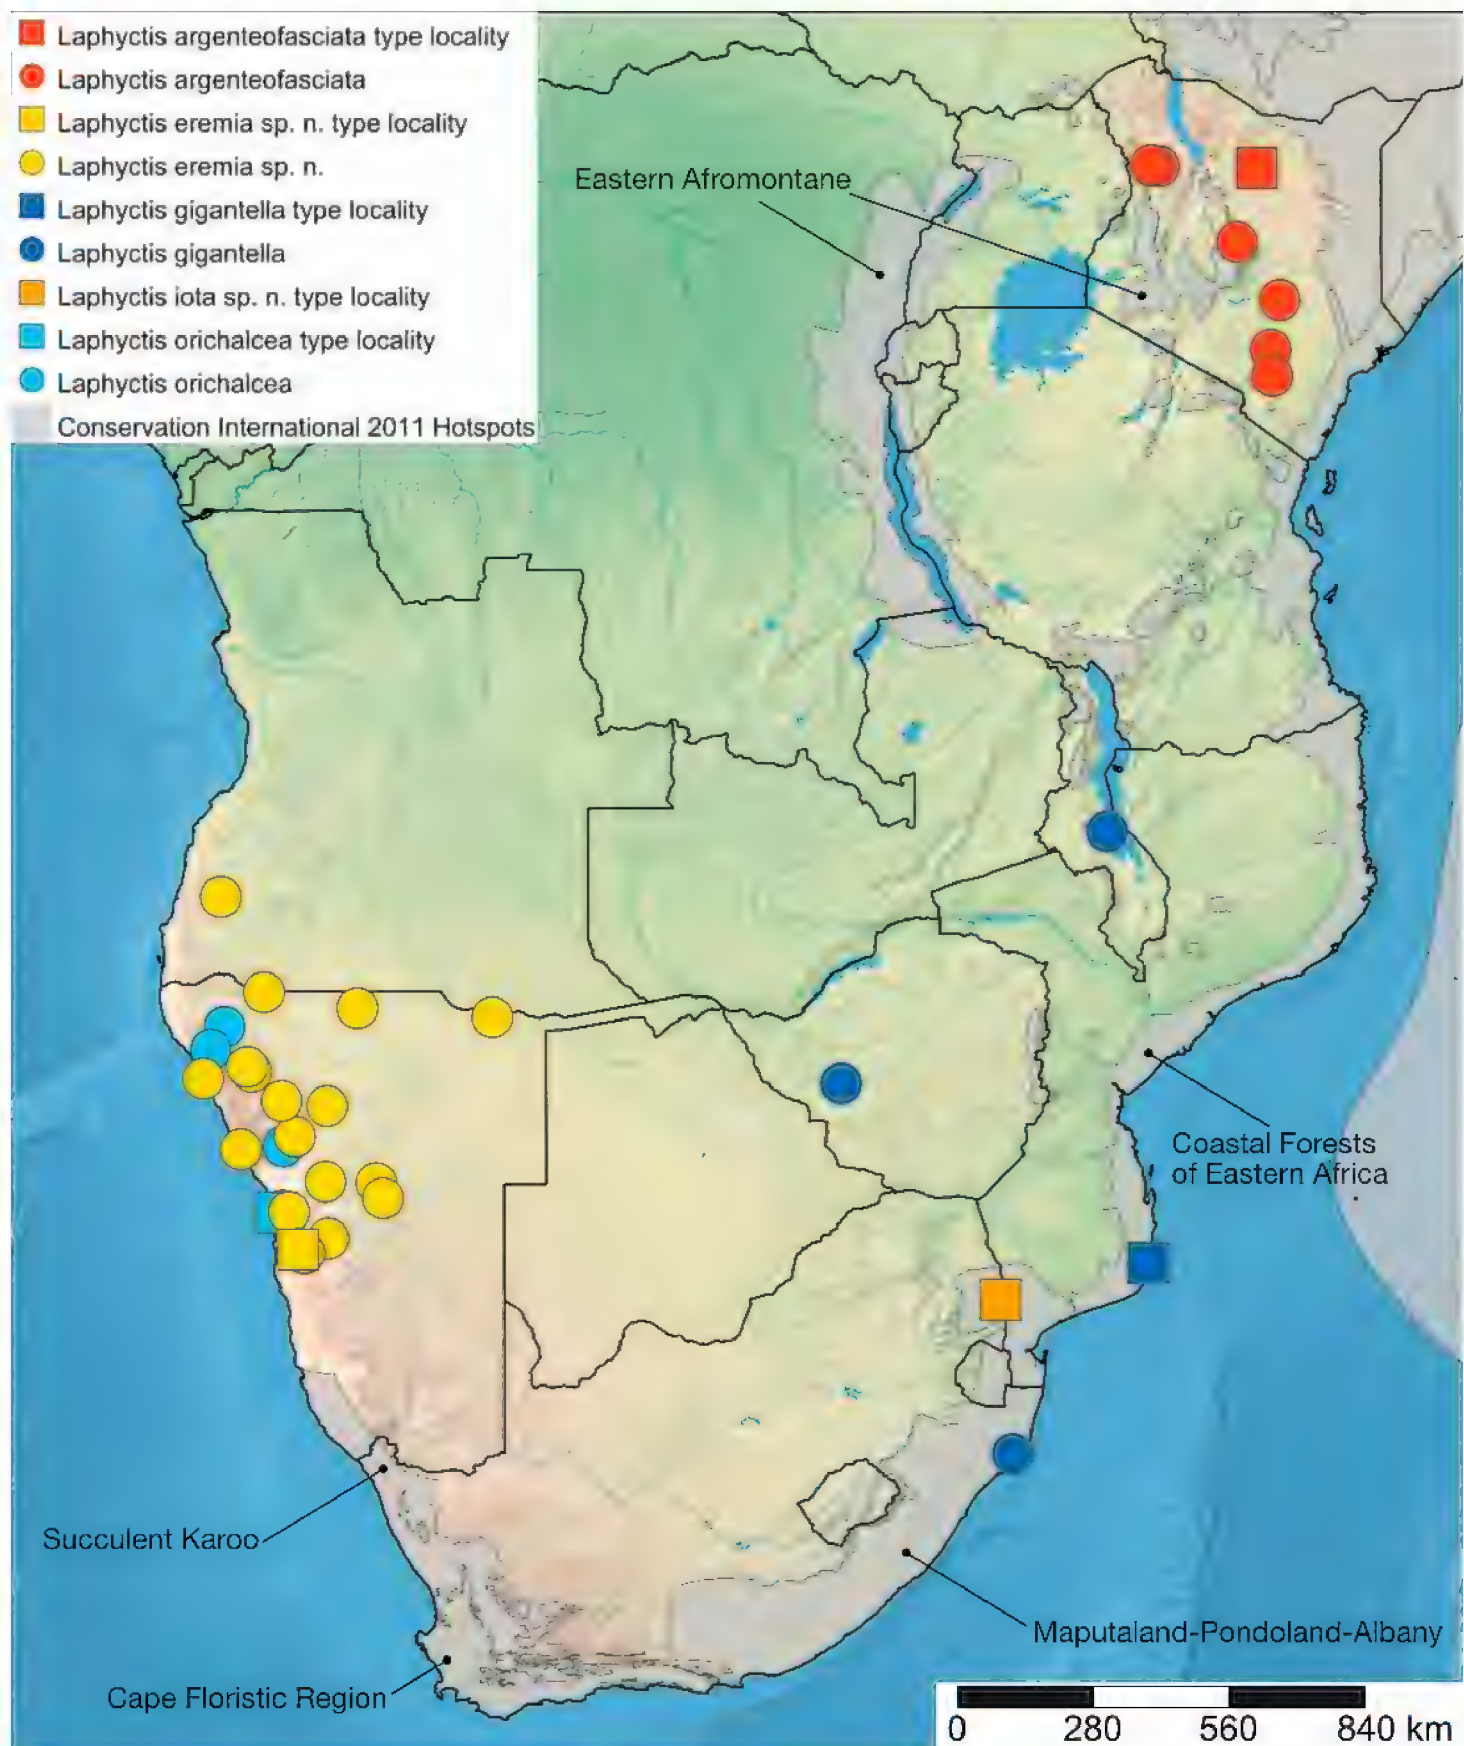 Laphyctis argenteofasciata type locality
Laphyctis argenteofasciata
Laphyctis eremia sp. n. type locality
Laphyctis eremia sp. n.
Laphyctis gigantella type locality
Laphyctis gigantella
Laphyctis iota sp. n. type locality
Laphyctis orichalcea type locality
Laphyctis orichalcea
Conservation International 2011 Hotspots
Eastern Afromontane
Coastal Forests
of Eastern Africa
Succulent Karoo
Maputaland-Pondoland-Albany
Cape Floristic Region
0 280 560 840 km